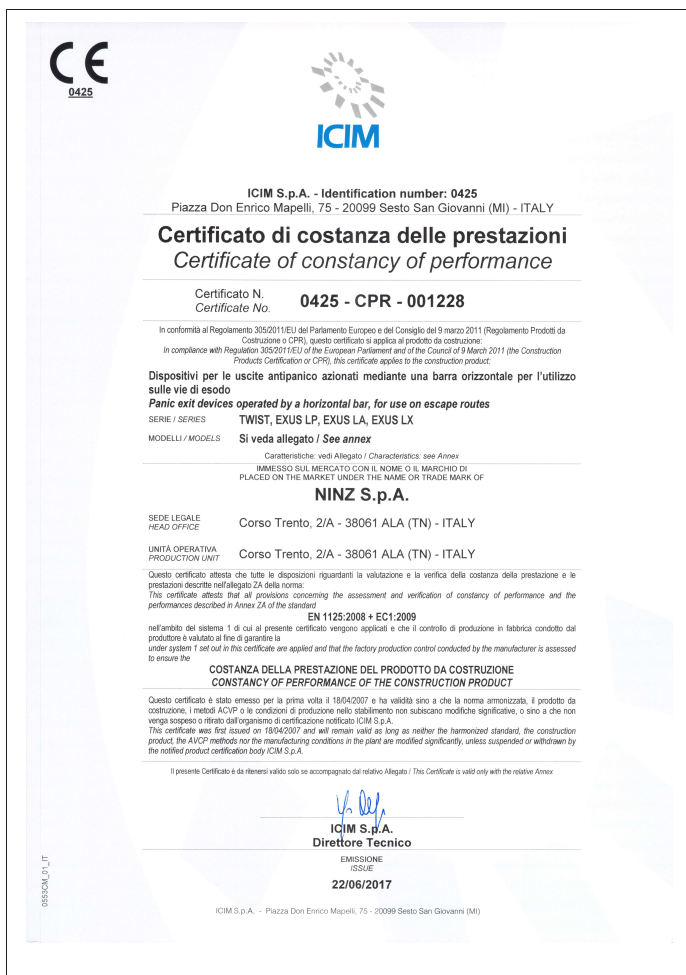 CE
0425
ICIM
ICIM S.p.A. - Identification number: 0425
Piazza Don Enrico Mapelli, 75 - 20099 Sesto San Giovanni (MI) - ITALY
Certificato di costanza delle prestazioni
Certificate of constancy of performance
Certificato N.
Certificate No.
0425 - CPR - 001228
In conformità al Regolamento 305/2011/EU del Parlamento Europeo e del Consiglio del 9 marzo 2011 (Regolamento Prodotti da
Costruzione o CPR), questo certificato si applica al prodotto da costruzione:
In compliance with Regulation 305/2011/EU of the European Parliament and of the Council of 9 March 2011 (the Construction
Products Certification or CPR), this certificate applies to the construction product:
Dispositivi per le uscite antipanico azionati mediante una barra orizzontale per l'utilizzo
sulle vie di esodo
Panic exit devices operated by a horizontal bar, for use on escape routes
SERIE / SERIES TWIST, EXUS LP, EXUS LA, EXUS LX
MODELLI / MODELS Si veda allegato / See annex
Caratteristiche: vedi Allegato / Characteristics: see Annex
IMMESSO SUL MERCATO CON IL NOME O IL MARCHIO DI
PLACED ON THE MARKET UNDER THE NAME OR TRADE MARK OF
NINZ S.p.A.
SEDE LEGALE
HEAD OFFICE
Corso Trento, 2/A - 38061 ALA (TN) - ITALY
UNITÀ OPERATIVA
PRODUCTION UNIT
Corso Trento, 2/A - 38061 ALA (TN) - ITALY
Questo certificato attesta che tutte le disposizioni riguardanti la valutazione e la verifica della costanza della prestazione e le
prestazioni descritte nell'allegato ZA della norma:
This certificate attests that all provisions concerning the assessment and verification of constancy of performance and the
performances described in Annex ZA of the standard
EN 1125:2008 + EC1:2009
nell'ambito del sistema 1 di cui al presente certificato vengono applicati e che il controllo di produzione in fabbrica condotto dal
produttore è valutato al fine di garantire la
under system 1 set out in this certificate are applied and that the factory production control conducted by the manufacturer is assessed
to ensure the
COSTANZA DELLA PRESTAZIONE DEL PRODOTTO DA COSTRUZIONE
CONSTANCY OF PERFORMANCE OF THE CONSTRUCTION PRODUCT
Questo certificato è stato emesso per la prima volta il 18/04/2007 e ha validità sino a che la norma armonizzata, il prodotto da
costruzione, i metodi ACVP o le condizioni di produzione nello stabilimento non subiscano modifiche significative, o sino a che non
venga sospeso o ritirato dall'organismo di certificazione notificato ICIM S.p.A.
This certificate was first issued on 18/04/2007 and will remain valid as long as neither the harmonized standard, the construction
product, the AVCP methods nor the manufacturing conditions in the plant are modified significantly, unless suspended or withdrawn by
the notified product certification body ICIM S.p.A.
Il presente Certificato é da ritenersi valido solo se accompagnato dal relativo Allegato / This Certificate is valid only with the relative Annex
ICIM S.p.A.
Direttore Tecnico
EMISSIONE
ISSUE
22/06/2017
0553CM_01_IT
ICIM S.p.A. - Piazza Don Enrico Mapelli, 75 - 20099 Sesto San Giovanni (MI)